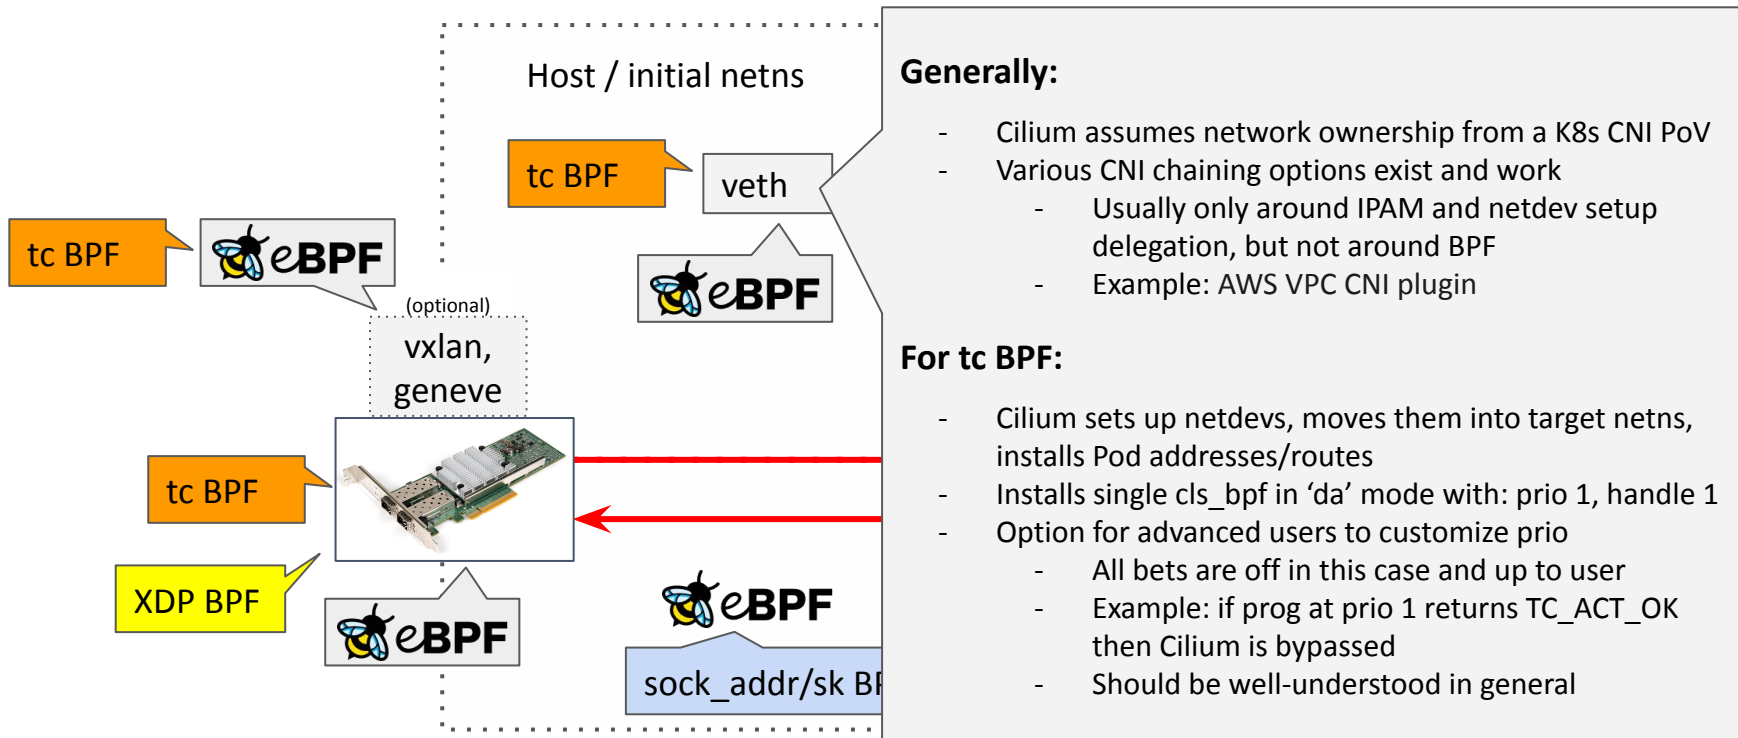 Host / initial netns
tc BPF
veth
eBPF
tc BPF
eBPF
(optional)
vxlan,
geneve
tc BPF
XDP BPF
eBPF
eBPF
sock_addr/sk
Generally:
- Cilium assumes network ownership from a K8s CNI PoV
- Various CNI chaining options exist and work
- Usually only around IPAM and netdev setup
delegation, but not around BPF
- Example: AWS VPC CNI plugin
For tc BPF:
- Cilium sets up netdevs, moves them into target netns,
installs Pod addresses/routes
- Installs single cls_bpf in ‘da’ mode with: prio 1, handle 1
- Option for advanced users to customize prio
- All bets are off in this case and up to user
- Example: if prog at prio 1 returns TC_ACT_OK
then Cilium is bypassed
- Should be well-understood in general